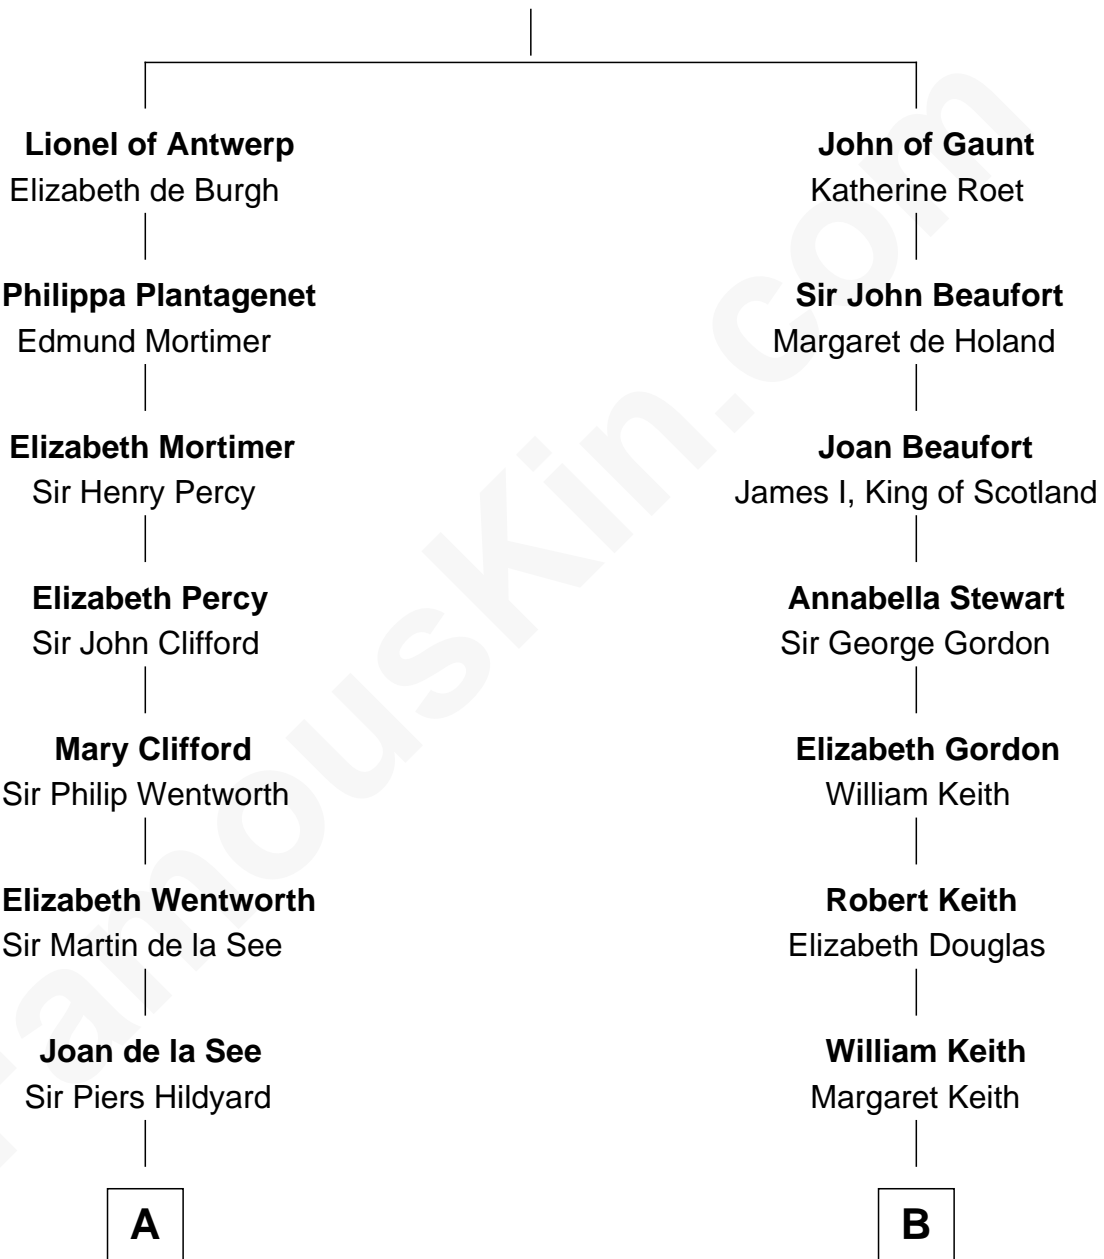 Lionel of Antwerp
Elizabeth de Burgh
Philippa Plantagenet
Edmund Mortimer
Elizabeth Mortimer
Sir Henry Percy
Elizabeth Percy
Sir John Clifford
Mary Clifford
Sir Philip Wentworth
Elizabeth Wentworth
Sir Martin de la See
Joan de la See
Sir Piers Hildyard
A
John of Gaunt
Katherine Roet
Sir John Beaufort
Margaret de Holand
Joan Beaufort
James I, King of Scotland
Annabella Stewart
Sir George Gordon
Elizabeth Gordon
William Keith
Robert Keith
Elizabeth Douglas
William Keith
Margaret Keith
B
FamousKin.com